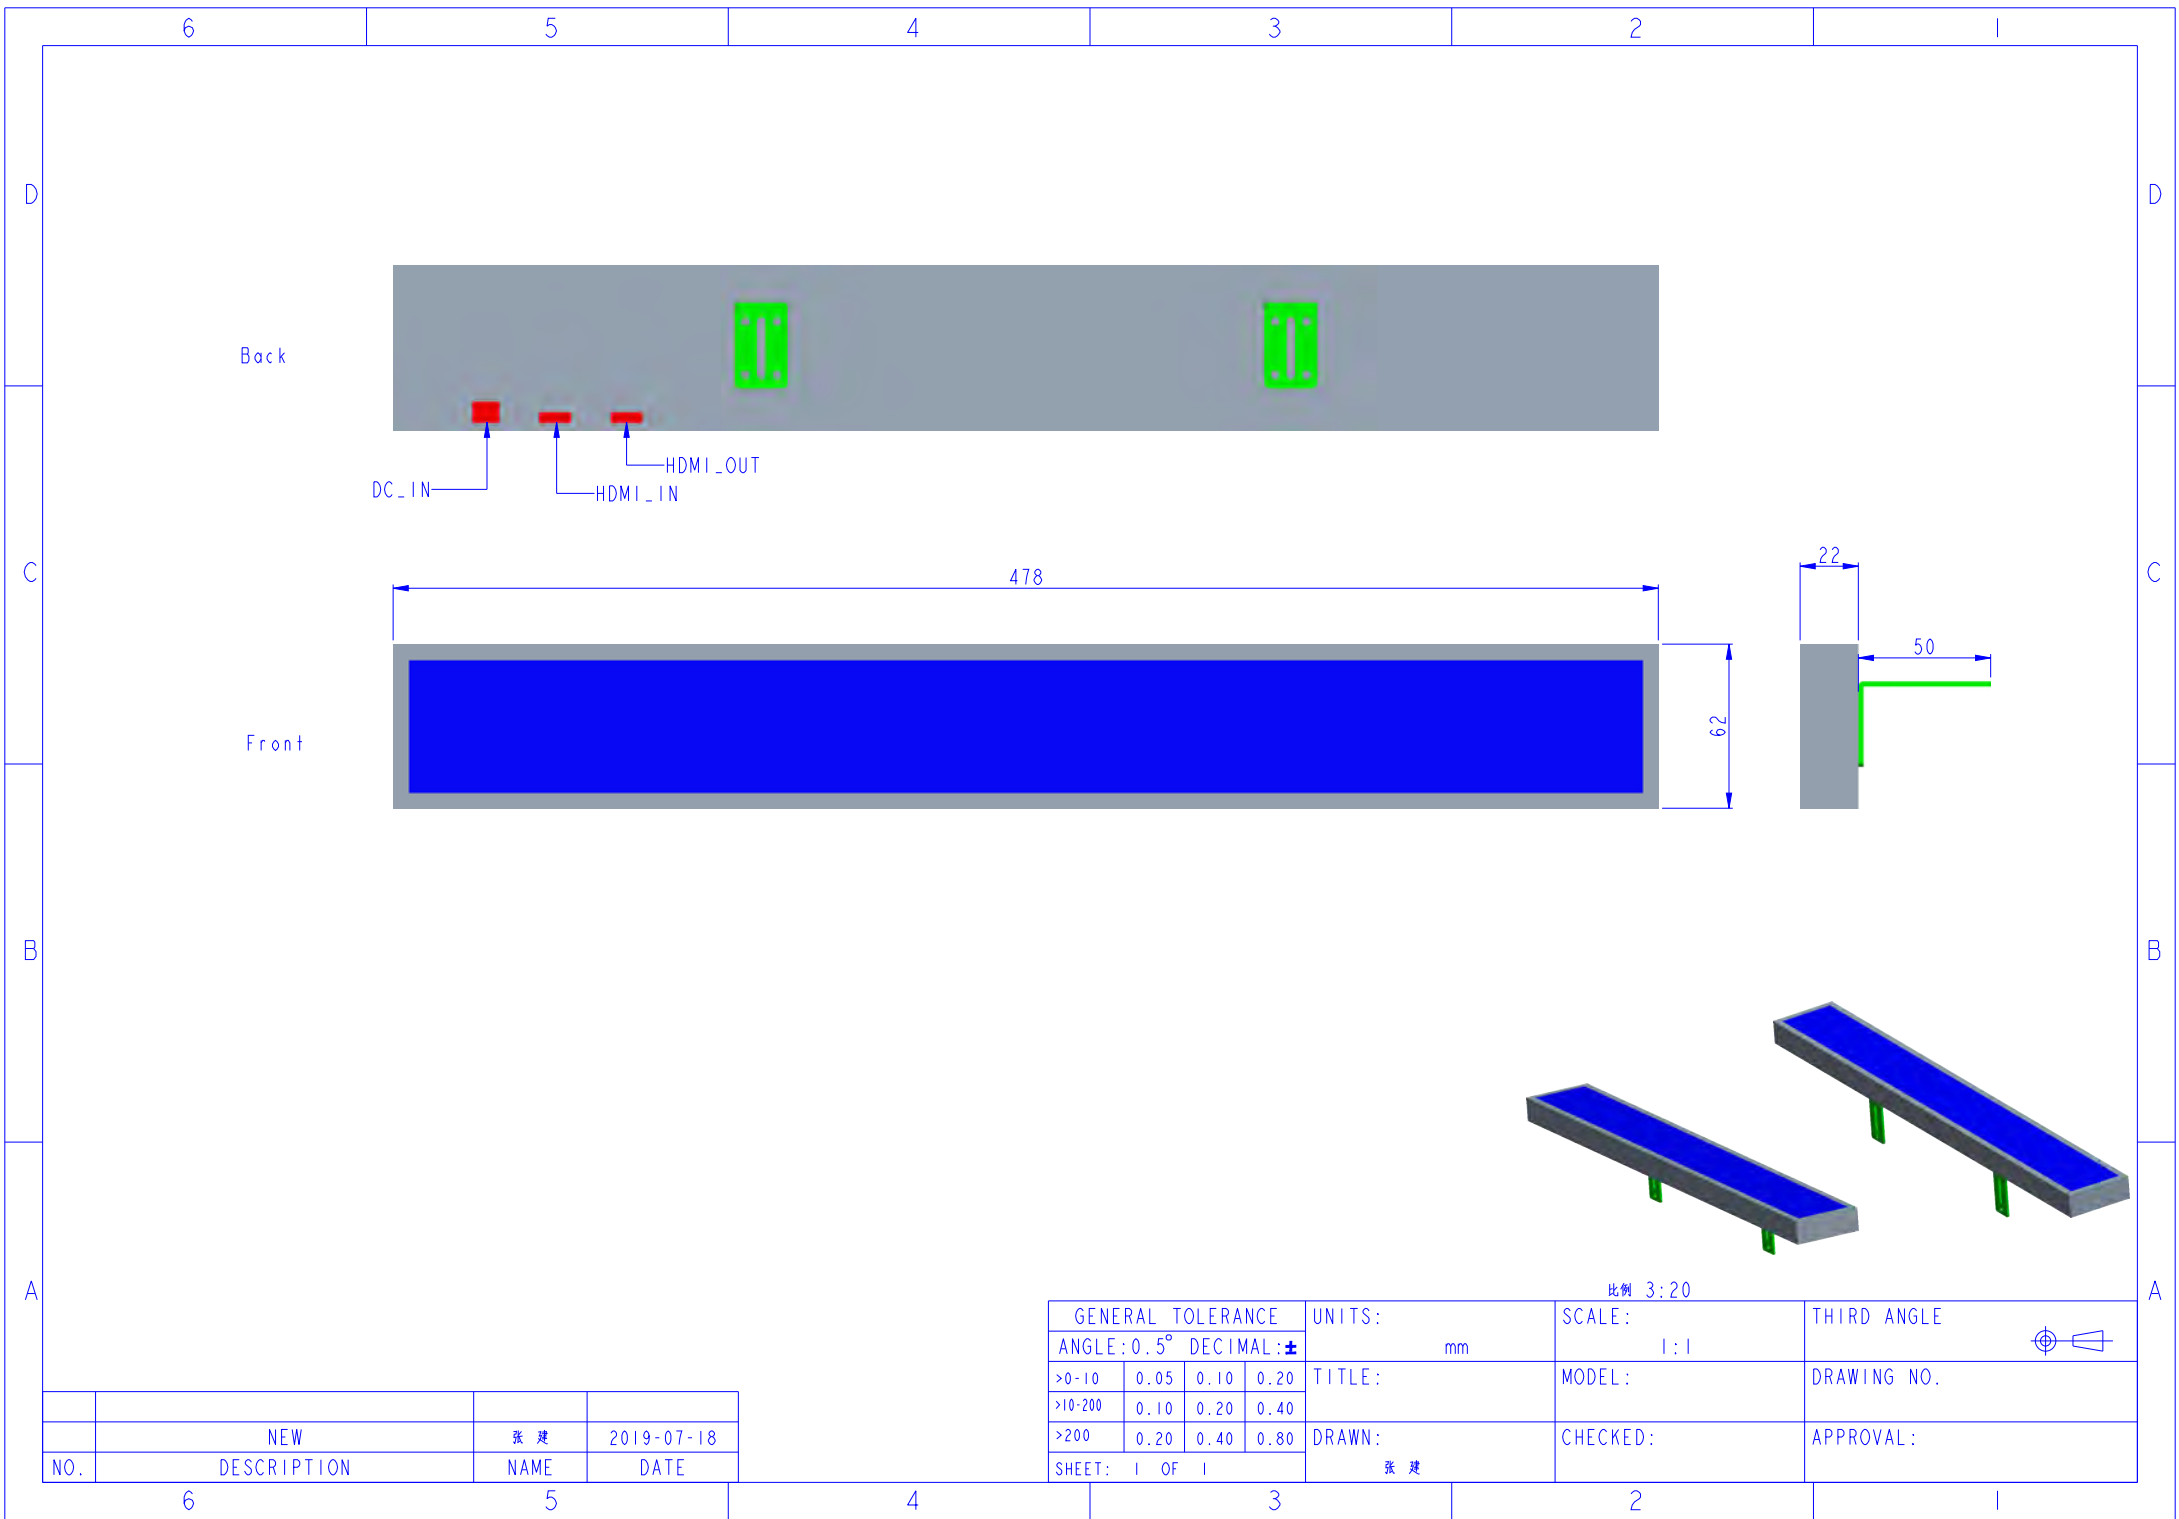 6 5 4 3 2 1
D D
Back
HDMI_OUT
DC_IN HDMI_IN
C C
478
22
50
62
Front
B B
A A
比例 3:20
GENERAL TOLERANCE UNITS: SCALE: THIRD ANGLE
ANGLE:0.5° DECIMAL:± mm 1:1
>0-10 0.05 0.10 0.20 TITLE: MODEL: DRAWING NO.
>10-200 0.10 0.20 0.40
>200 0.20 0.40 0.80 DRAWN: CHECKED: APPROVAL:
SHEET: 1 OF 1 张 建
NEW 张 建 2019-07-18
NO. DESCRIPTION NAME DATE
6 5 4 3 2 1